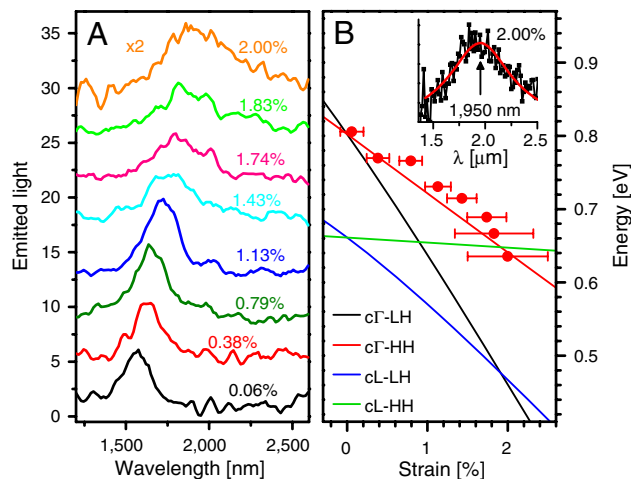 A
x2
2.00%
1.83%
1.74%
1.43%
1.13%
0.79%
0.38%
0.06%
35
30
25
20
15
10
5
0
Emitted light
1,500
2,000
2,500
Wavelength [nm]
B
2.00%
1,950 nm
1.5
2.0
2.5
λ [μm]
cΓ-LH
cΓ-HH
cL-LH
cL-HH
0
1
2
Strain [%]
0.9
0.8
0.7
0.6
0.5
Energy [eV]